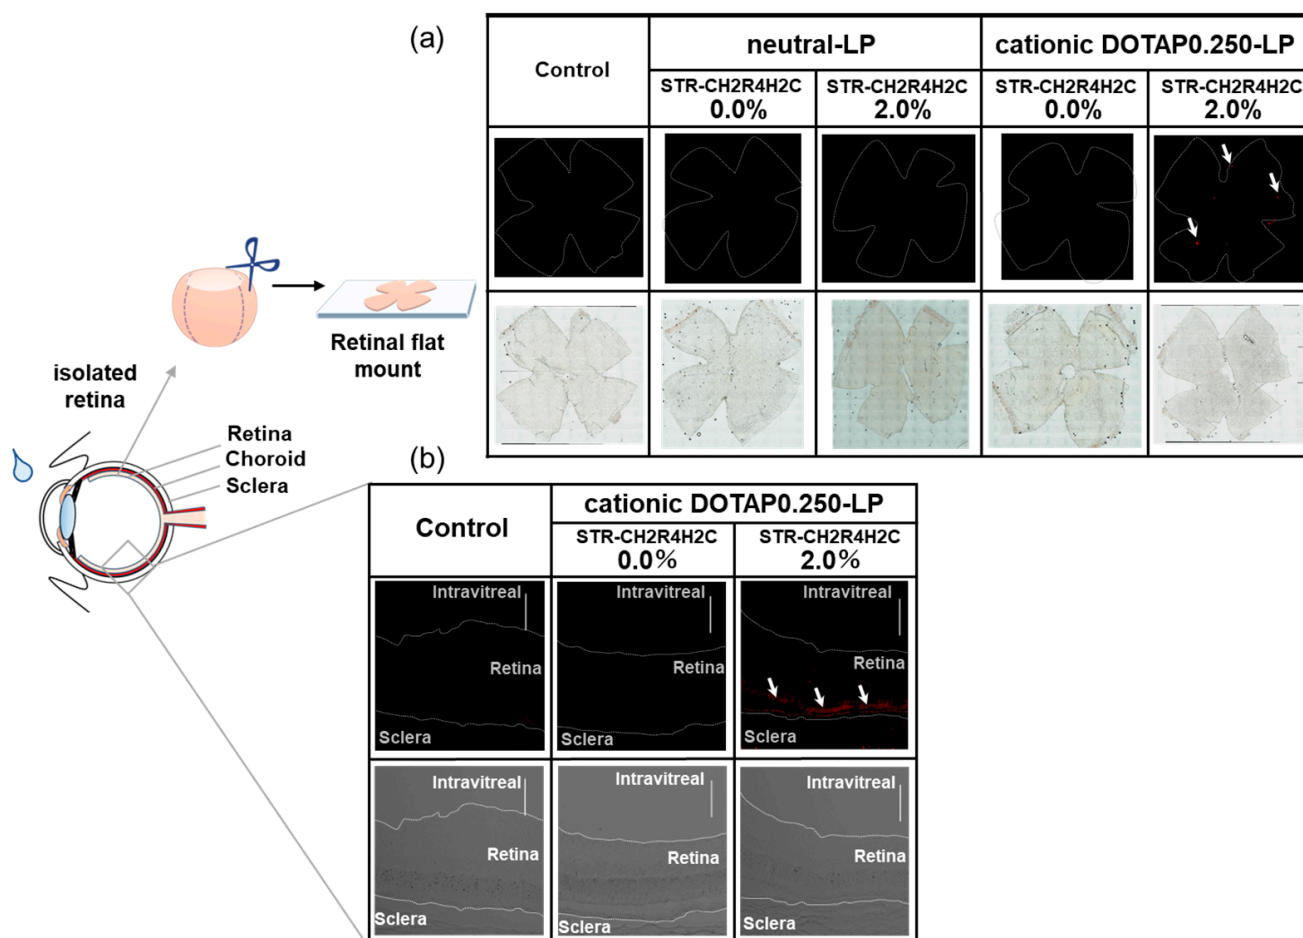 (a)
Control
neutral-LP
cationic DOTAP0.250-LP
STR-CH2R4H2C
0.0%
STR-CH2R4H2C
2.0%
STR-CH2R4H2C
0.0%
STR-CH2R4H2C
2.0%
Retinal flat
mount
isolated
retina
Retina
Choroid
Sclera
(b)
Control
cationic DOTAP0.250-LP
STR-CH2R4H2C
0.0%
STR-CH2R4H2C
2.0%
Intravitreal
Retina
Sclera
Intravitreal
Retina
Sclera
Intravitreal
Retina
Sclera
Intravitreal
Retina
Sclera
Intravitreal
Retina
Sclera
Intravitreal
Retina
Sclera